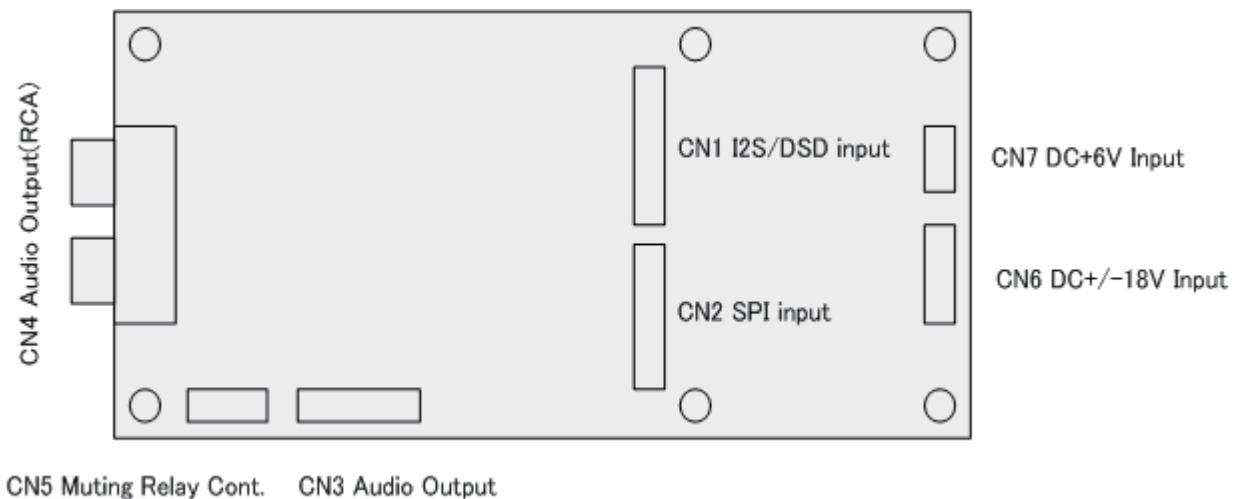 CN4 Audio Output(RCA)
CN1 I2S/DSD input
CN7 DC+6V Input
CN6 DC+/-18V Input
CN2 SPI input
CN5 Muting Relay Cont.
CN3 Audio Output